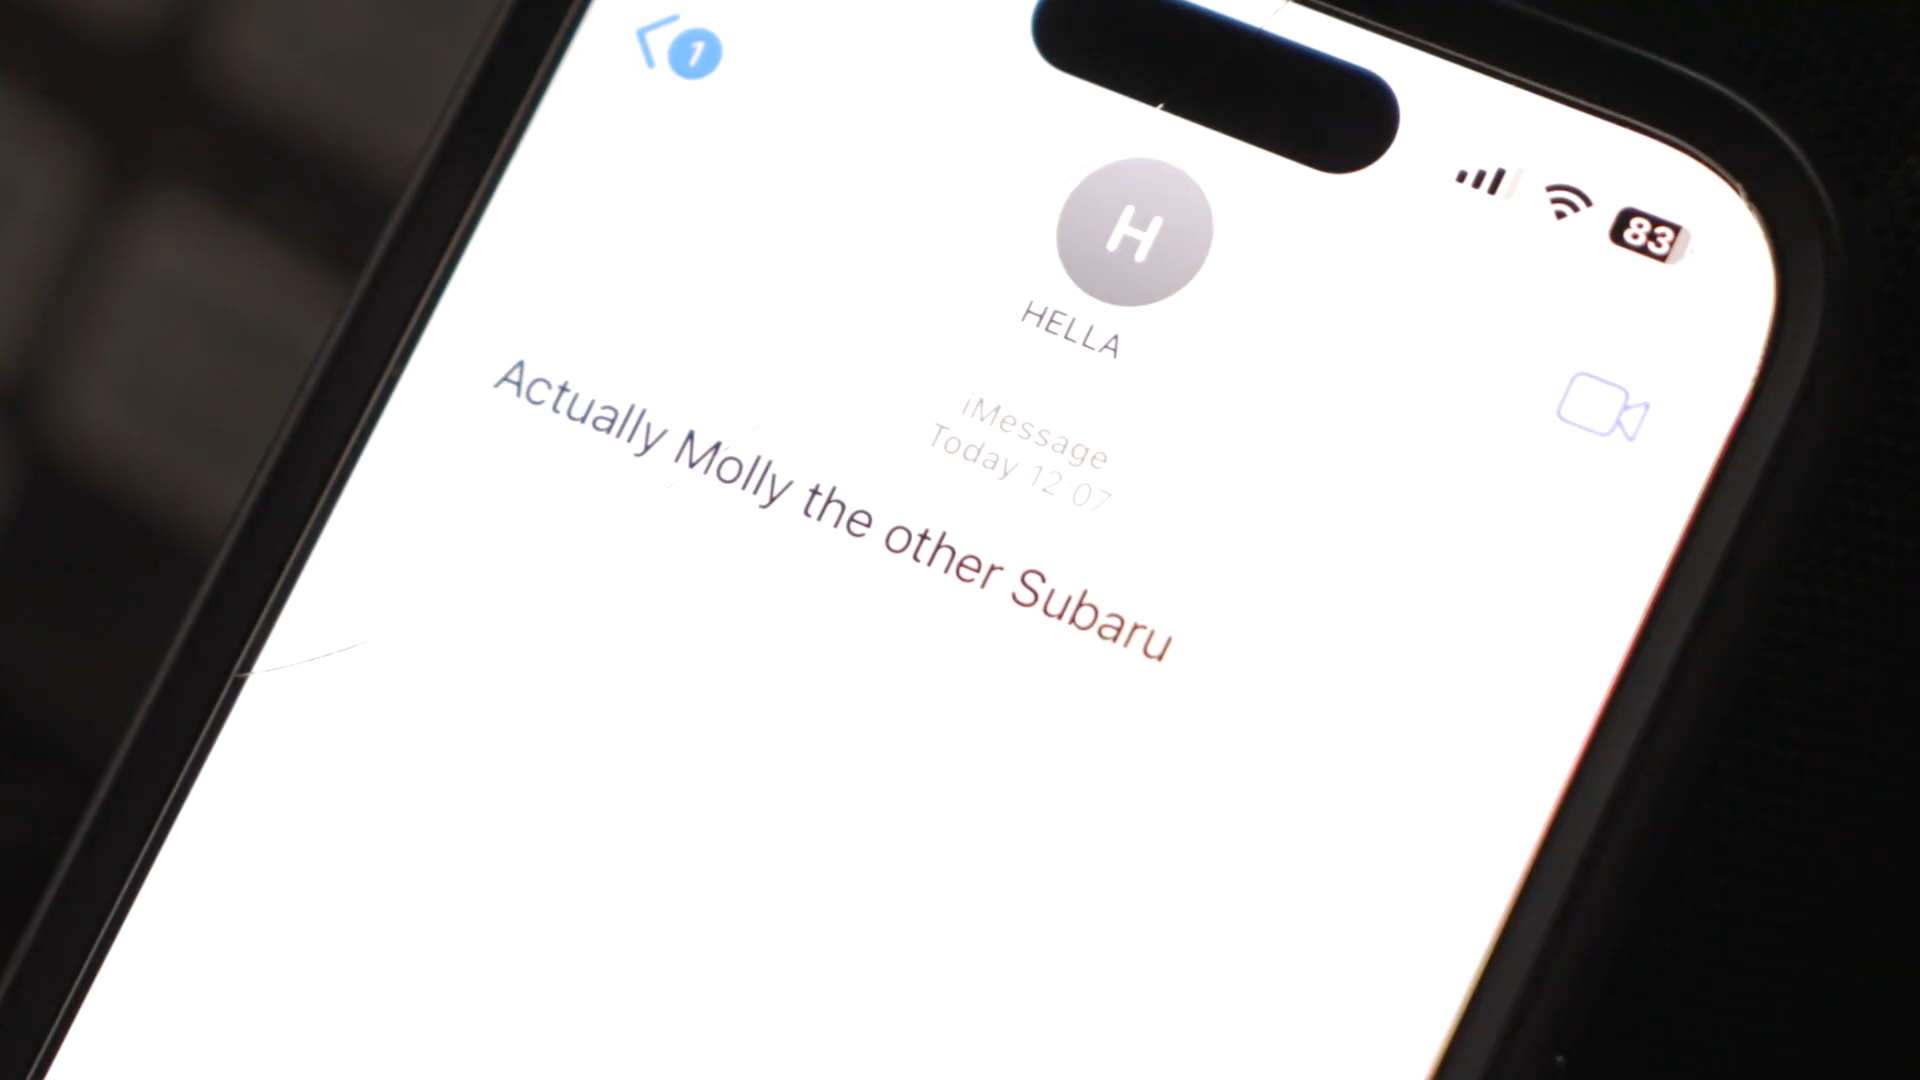 1
83
H
HELLA
iMessage
Today 12:07
Actually Molly the other Subaru